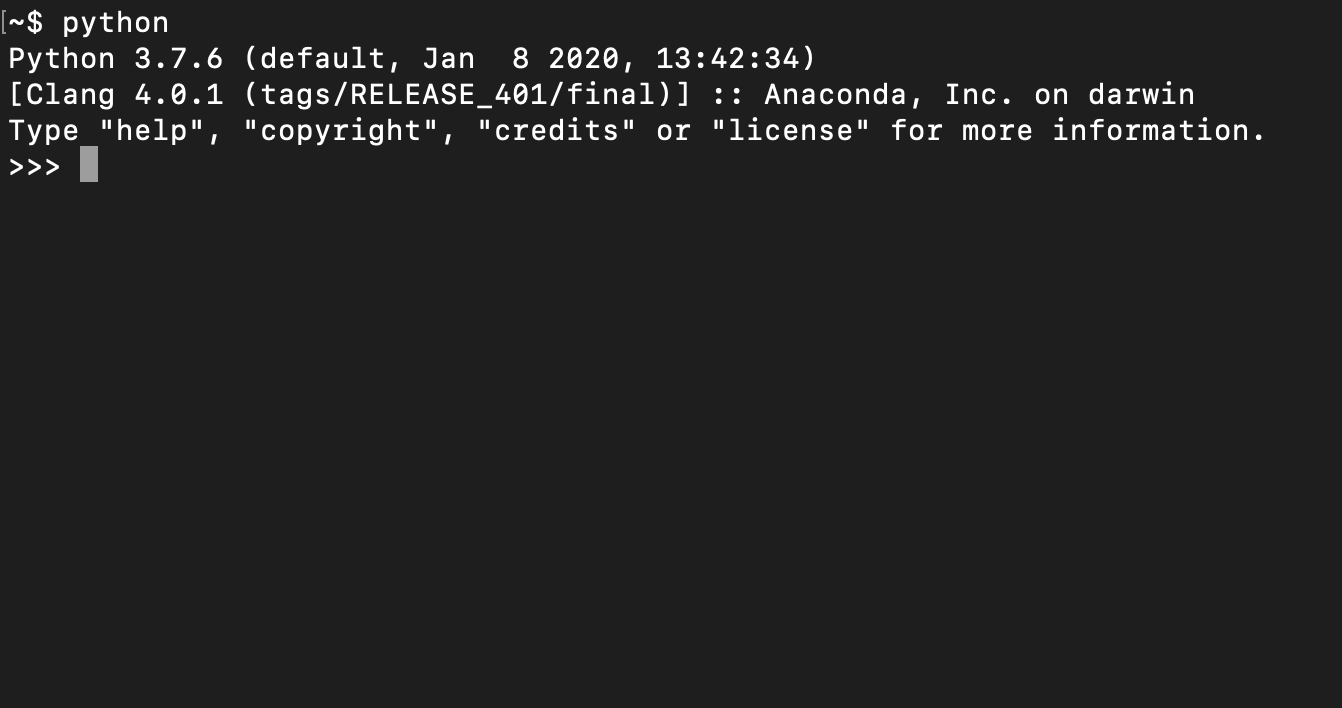 [~$ python
Python 3.7.6 (default, Jan  8 2020, 13:42:34)
[Clang 4.0.1 (tags/RELEASE_401/final)] :: Anaconda, Inc. on darwin
Type "help", "copyright", "credits" or "license" for more information.
>>>